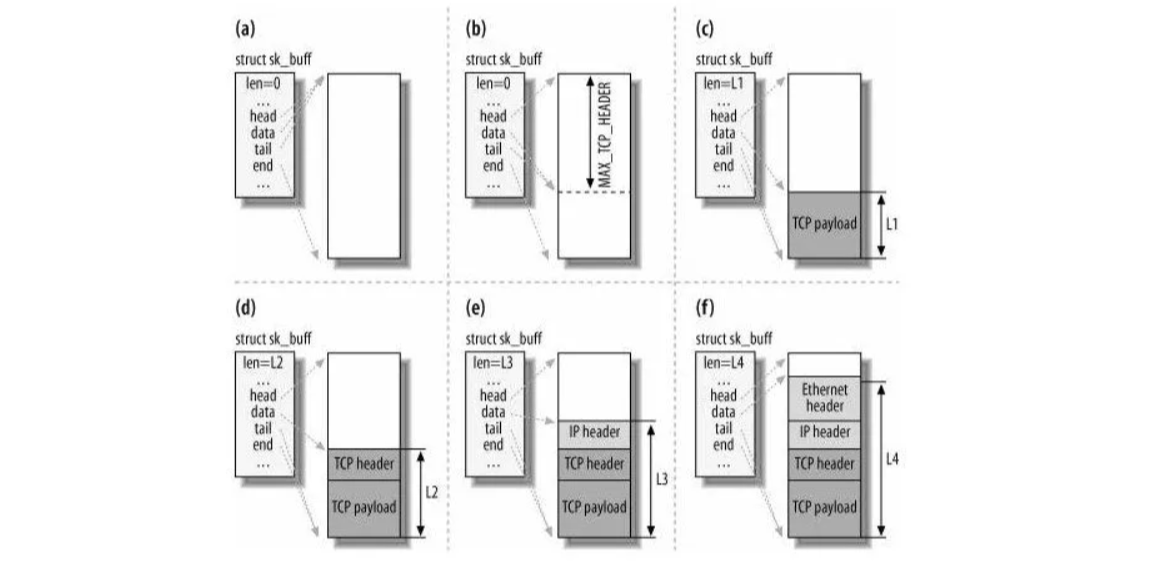 (a)
struct sk_buff
len=0
...
head
data
tail
end
...
(b)
struct sk_buff
len=0
...
head
data
tail
end
...
MAX_TCP_HEADER
(c)
struct sk_buff
len=L1
...
head
data
tail
end
...
TCP payload
L1
(d)
struct sk_buff
len=L2
...
head
data
tail
end
...
TCP header
TCP payload
L2
(e)
struct sk_buff
len=L3
...
head
data
tail
end
...
IP header
TCP header
TCP payload
L3
(f)
struct sk_buff
len=L4
...
head
data
tail
end
...
Ethernet
header
IP header
TCP header
TCP payload
L4